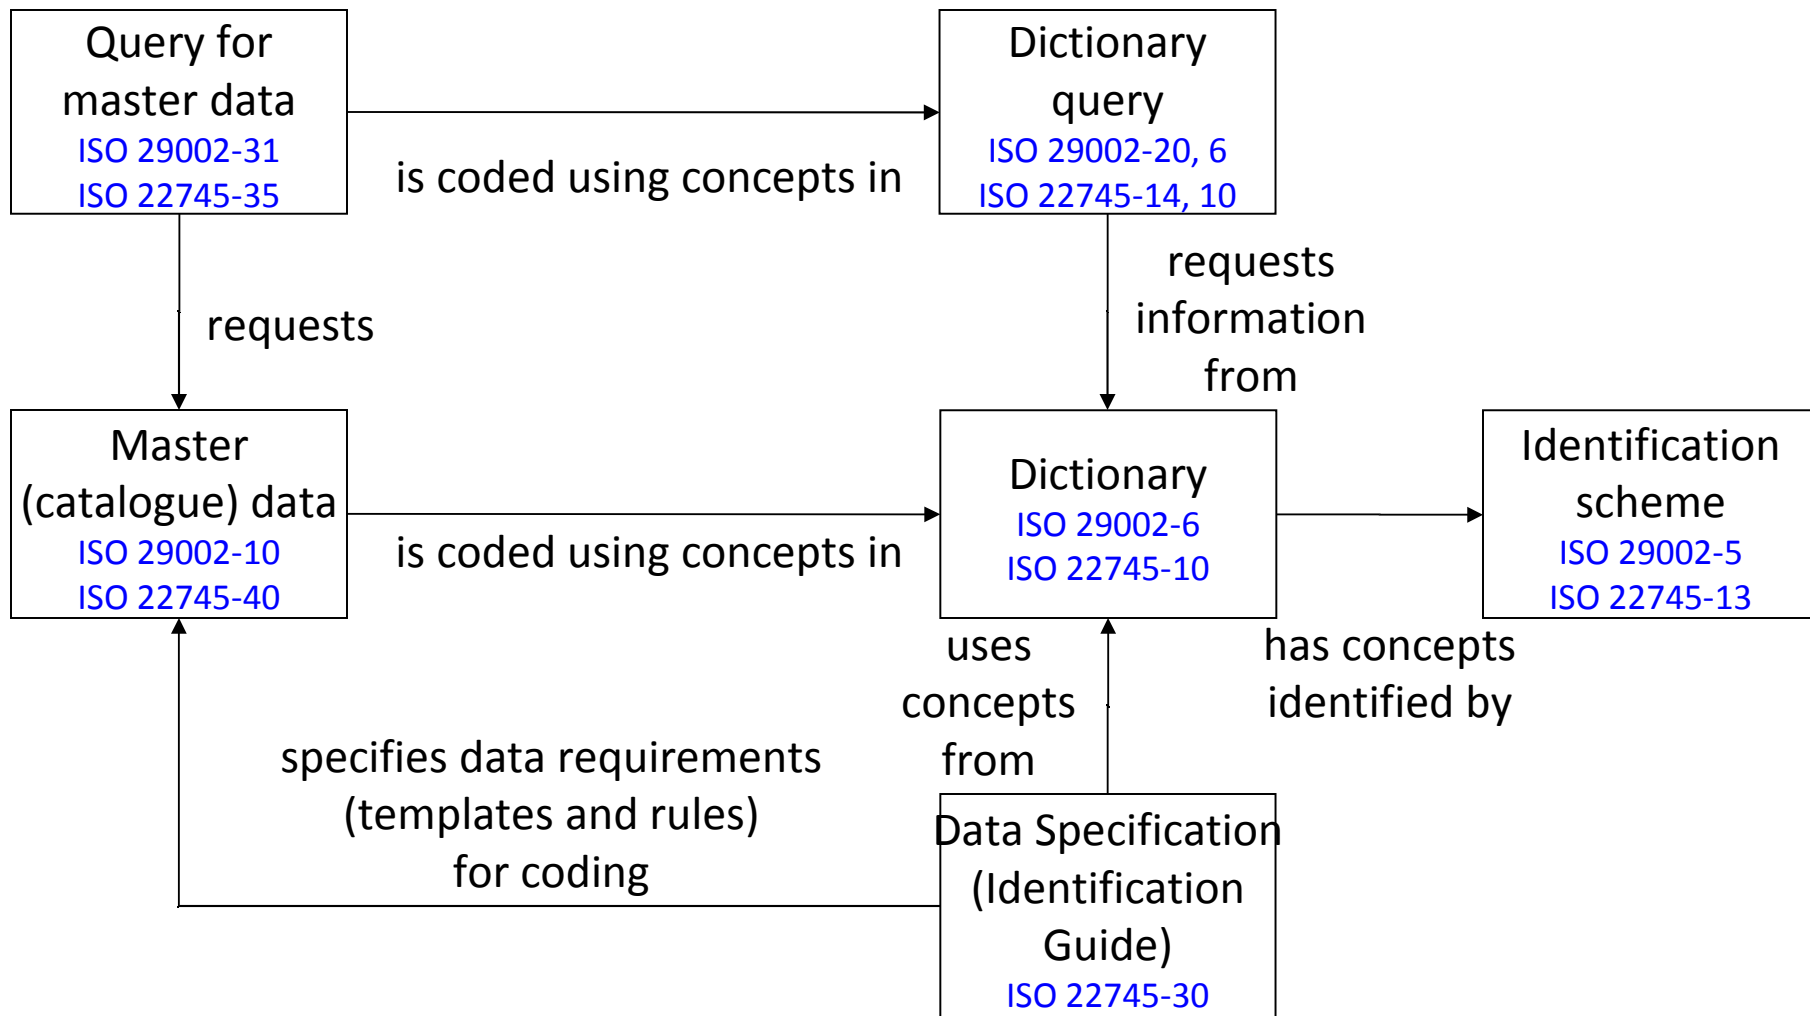 Query for
master data
ISO 29002-31
ISO 22745-35
is coded using concepts in
Dictionary
query
ISO 29002-20, 6
ISO 22745-14, 10
requests
requests
information
from
Master
(catalogue) data
ISO 29002-10
ISO 22745-40
is coded using concepts in
Dictionary
ISO 29002-6
ISO 22745-10
Identification
scheme
ISO 29002-5
ISO 22745-13
uses
concepts
from
has concepts
identified by
specifies data requirements
(templates and rules)
for coding
Data Specification
(Identification
Guide)
ISO 22745-30